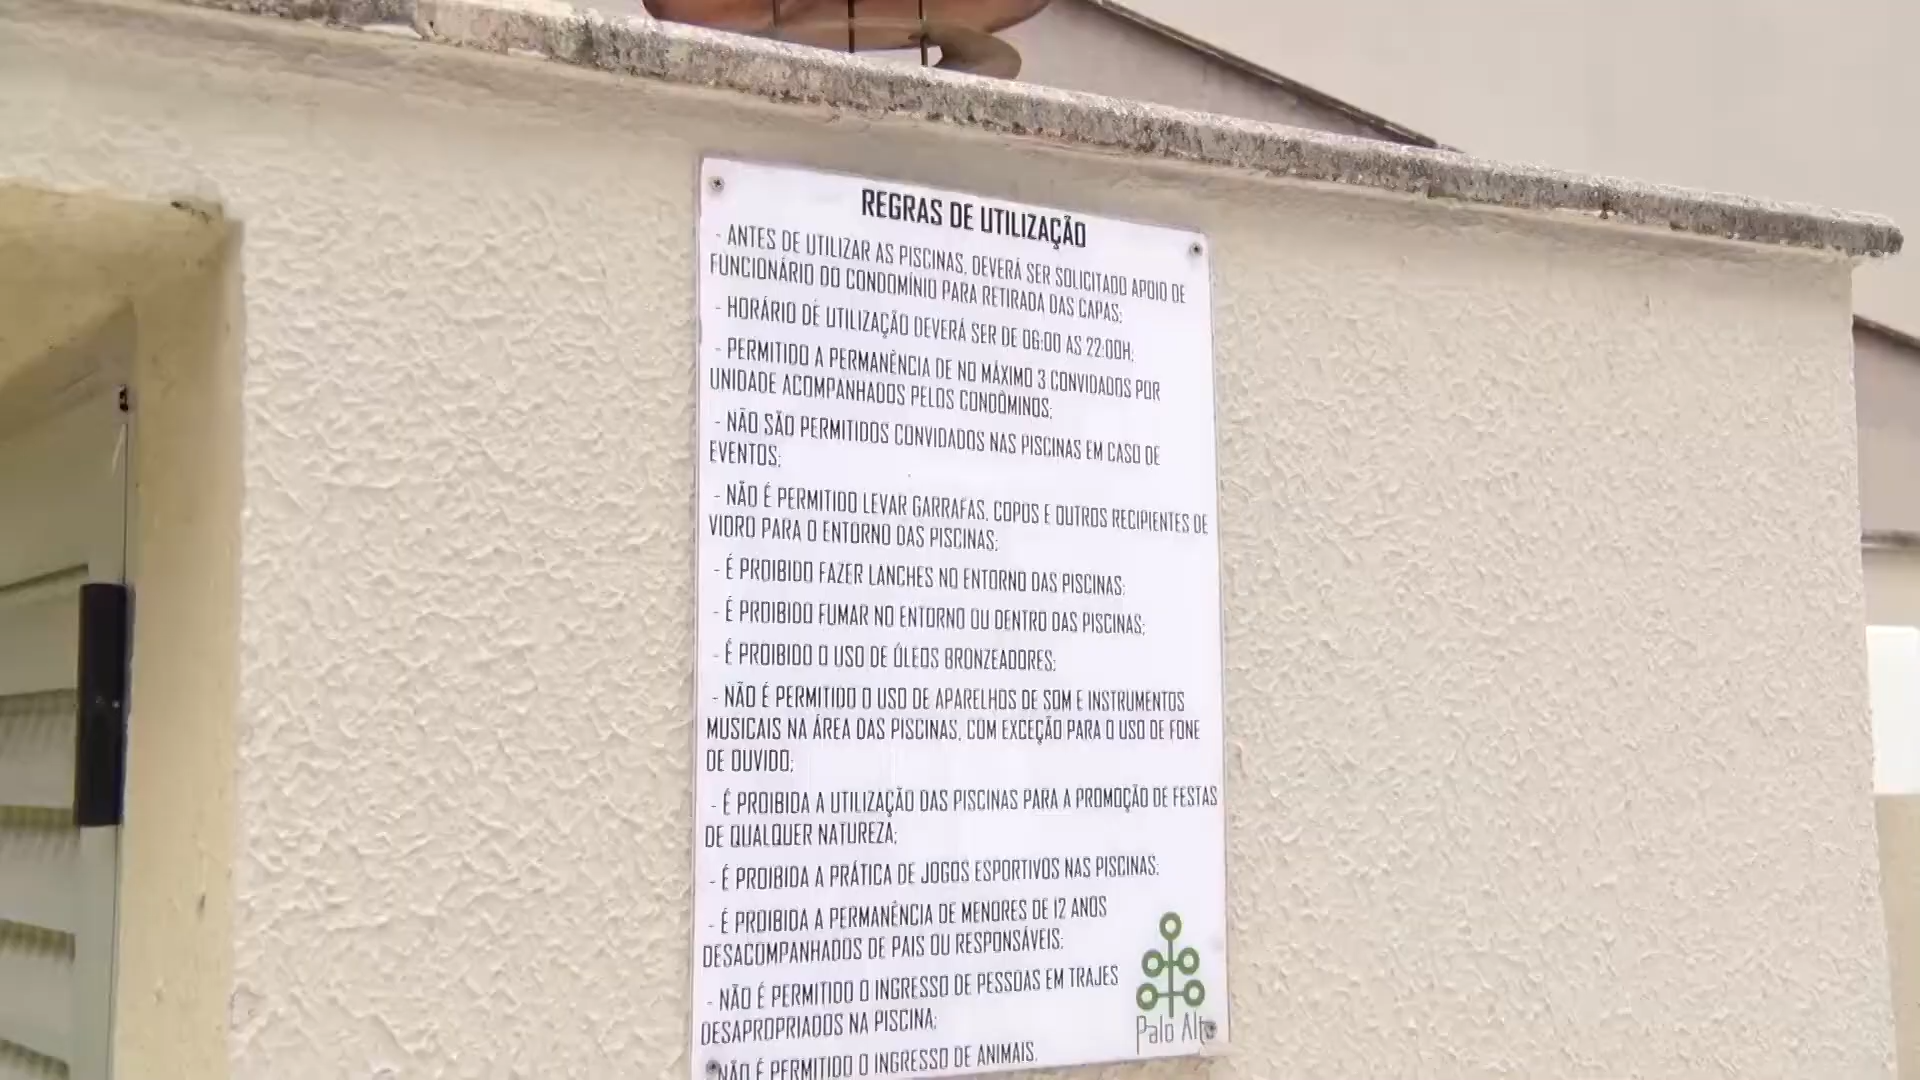 REGRAS DE UTILIZAÇÃO
- ANTES DE UTILIZAR AS PISCINAS, DEVERÁ SER SOLICITADO APOIO DE
FUNCIONÁRIO DO CONDOMÍNIO PARA RETIRADA DAS CAPAS;
- HORÁRIO DE UTILIZAÇÃO DEVERÁ SER DE 06:00 AS 22:00H;
- PERMITIDO A PERMANÊNCIA DE NO MÁXIMO 3 CONVIDADOS POR
UNIDADE ACOMPANHADOS PELOS CONDÔMINOS;
- NÃO SÃO PERMITIDOS CONVIDADOS NAS PISCINAS EM CASO DE
EVENTOS;
- NÃO É PERMITIDO LEVAR GARRAFAS, COPOS E OUTROS RECIPIENTES DE
VIDRO PARA O ENTORNO DAS PISCINAS;
- É PROIBIDO FAZER LANCHES NO ENTORNO DAS PISCINAS;
- É PROIBIDO FUMAR NO ENTORNO OU DENTRO DAS PISCINAS;
- É PROIBIDO O USO DE ÓLEOS BRONZEADORES;
- NÃO É PERMITIDO O USO DE APARELHOS DE SOM E INSTRUMENTOS
MUSICAIS NA ÁREA DAS PISCINAS, COM EXCEÇÃO PARA O USO DE FONE
DE OUVIDO;
- É PROIBIDA A UTILIZAÇÃO DAS PISCINAS PARA A PROMOÇÃO DE FESTAS
DE QUALQUER NATUREZA;
- É PROIBIDA A PRÁTICA DE JOGOS ESPORTIVOS NAS PISCINAS;
- É PROIBIDA A PERMANÊNCIA DE MENORES DE 12 ANOS
DESACOMPANHADOS DE PAIS OU RESPONSÁVEIS;
- NÃO É PERMITIDO O INGRESSO DE PESSOAS EM TRAJES
DESAPROPRIADOS NA PISCINA;
NÃO É PERMITIDO O INGRESSO DE ANIMAIS.
Palo Alto